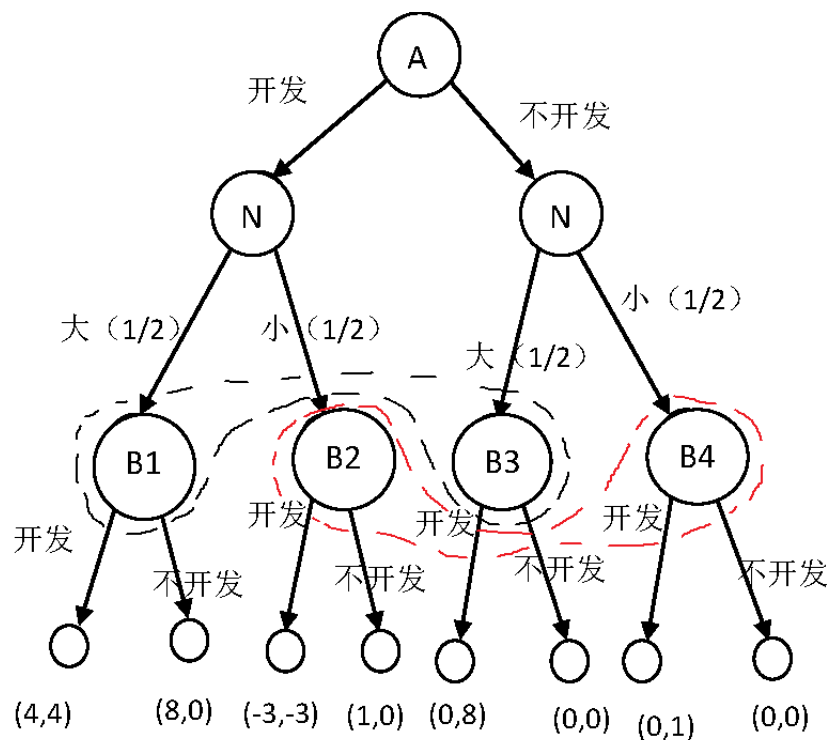 A
开发
不开发
N
N
大（1/2）
小（1/2）
大（1/2）
小（1/2）
B1
B2
B3
B4
开发
不开发
开发
不开发
开发
不开发
开发
不开发
(4,4)
(8,0)
(-3,-3)
(1,0)
(0,8)
(0,0)
(0,1)
(0,0)